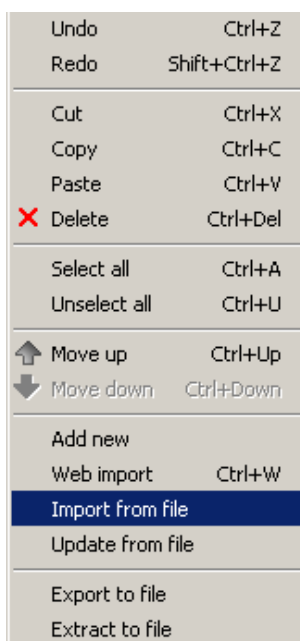 Undo Ctrl+Z
Redo Shift+Ctrl+Z
Cut Ctrl+X
Copy Ctrl+C
Paste Ctrl+V
Delete Ctrl+Del
Select all Ctrl+A
Unselect all Ctrl+U
Move up Ctrl+Up
Move down Ctrl+Down
Add new
Web import Ctrl+W
Import from file
Update from file
Export to file
Extract to file